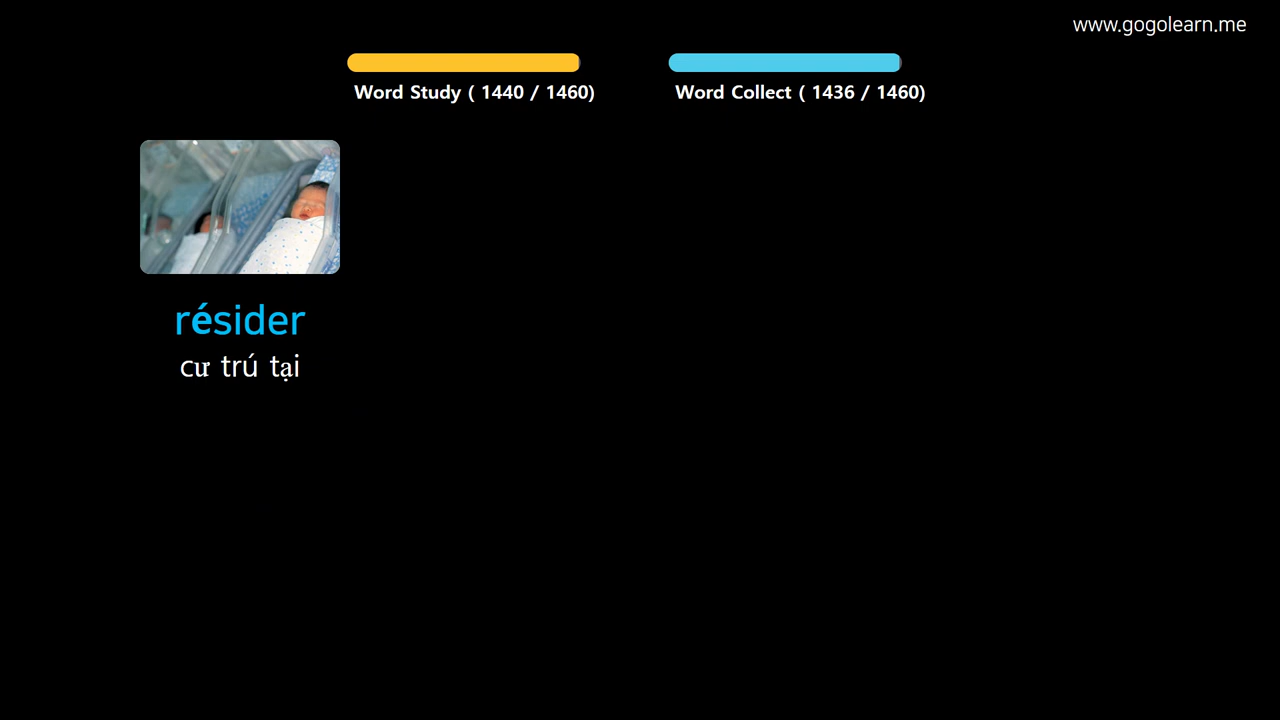 www.gogolearn.me
Word Study ( 1440 / 1460)
Word Collect ( 1436 / 1460)
résider
cư trú tại